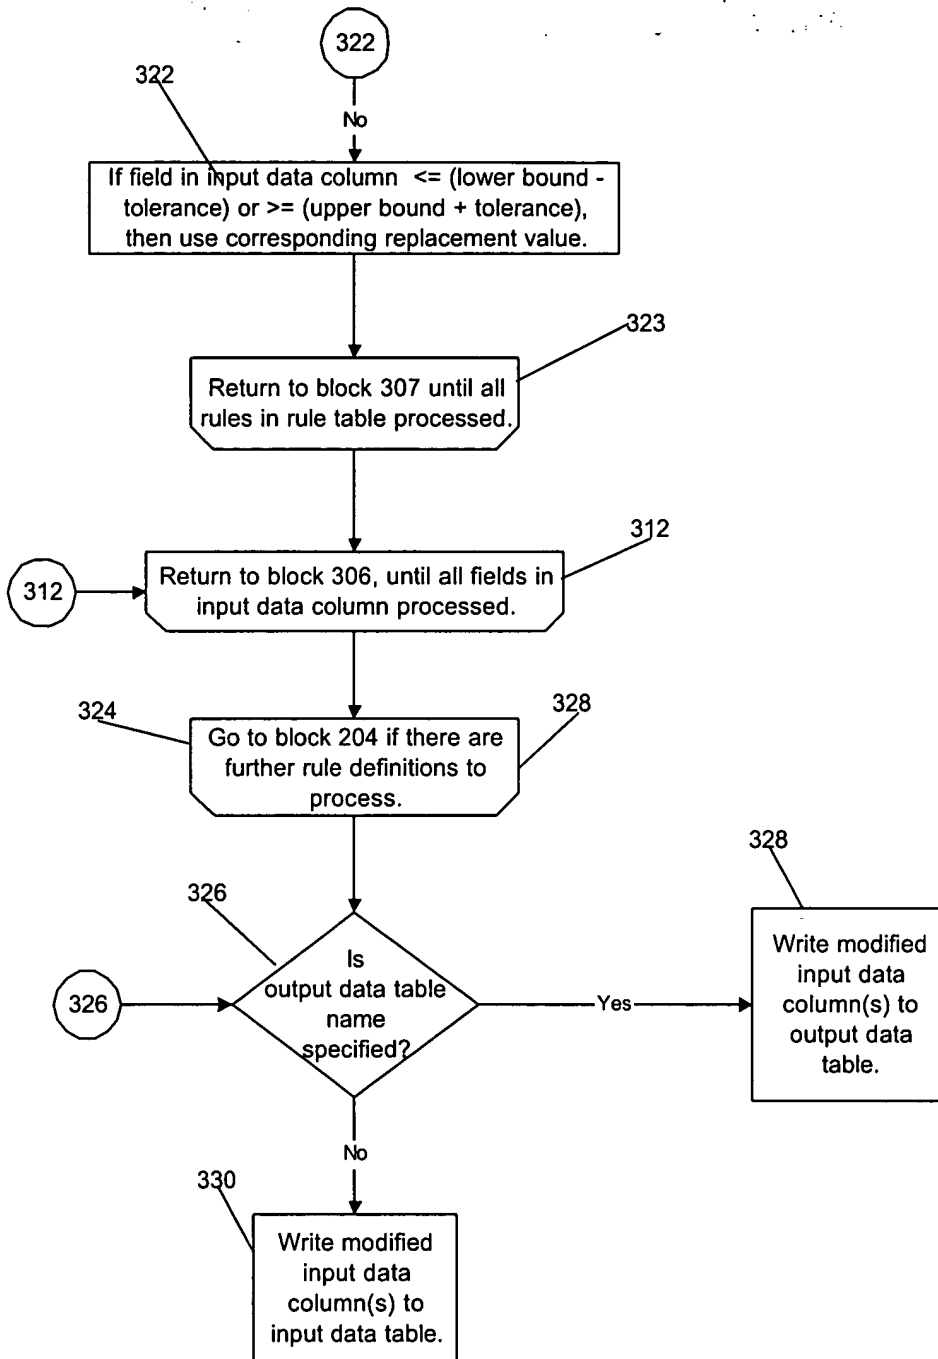 322
322
No
If field in input data column <= (lower bound -
tolerance) or >= (upper bound + tolerance),
then use corresponding replacement value.
323
Return to block 307 until all
rules in rule table processed.
312
312
Return to block 306, until all fields in
input data column processed.
324
328
Go to block 204 if there are
further rule definitions to
process.
328
326
Is
output data table
name
specified?
326
Yes
Write modified
input data
column(s) to
output data
table.
No
330
Write modified
input data
column(s) to
input data table.